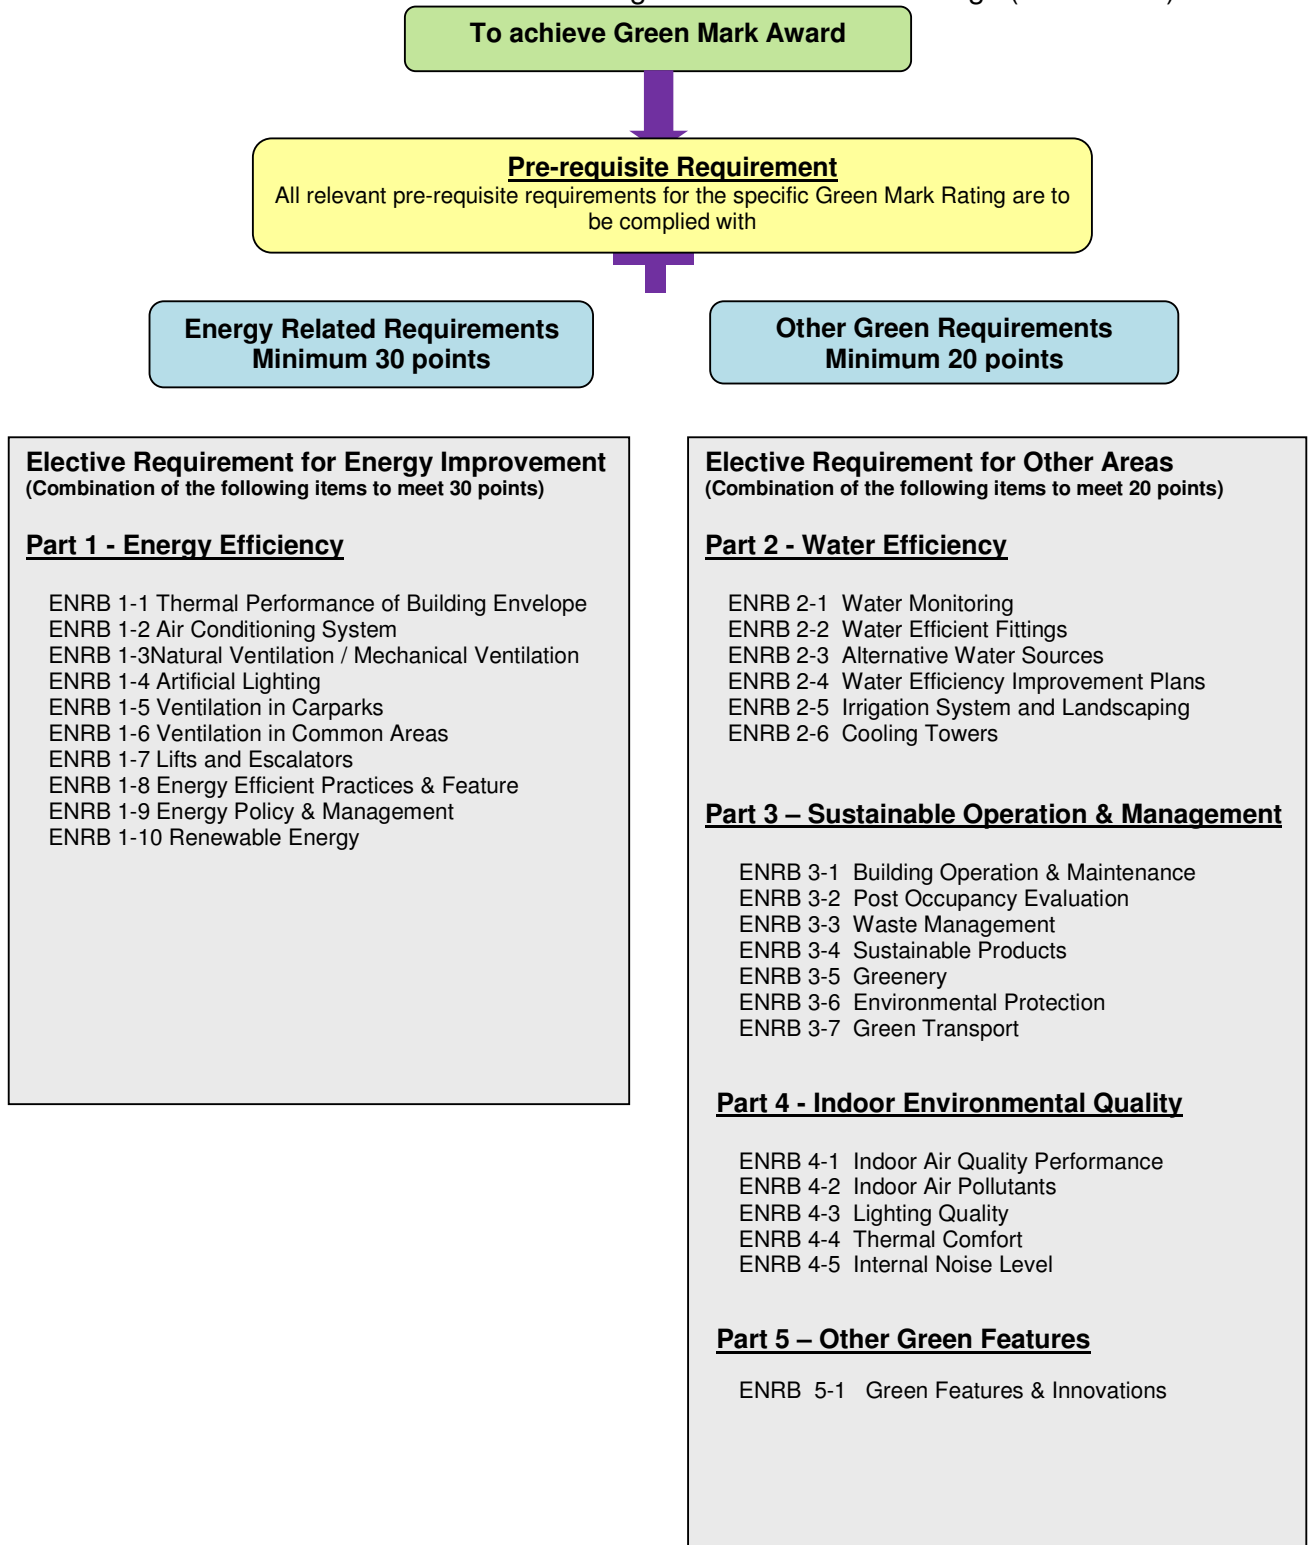 To achieve Green Mark Award
Pre-requisite Requirement
All relevant pre-requisite requirements for the specific Green Mark Rating are to
be complied with
Energy Related Requirements
Minimum 30 points
Other Green Requirements
Minimum 20 points
Elective Requirement for Energy Improvement
(Combination of the following items to meet 30 points)
Part 1 - Energy Efficiency
ENRB 1-1 Thermal Performance of Building Envelope
ENRB 1-2 Air Conditioning System
ENRB 1-3Natural Ventilation / Mechanical Ventilation
ENRB 1-4 Artificial Lighting
ENRB 1-5 Ventilation in Carparks
ENRB 1-6 Ventilation in Common Areas
ENRB 1-7 Lifts and Escalators
ENRB 1-8 Energy Efficient Practices & Feature
ENRB 1-9 Energy Policy & Management
ENRB 1-10 Renewable Energy
Elective Requirement for Other Areas
(Combination of the following items to meet 20 points)
Part 2 - Water Efficiency
ENRB 2-1 Water Monitoring
ENRB 2-2 Water Efficient Fittings
ENRB 2-3 Alternative Water Sources
ENRB 2-4 Water Efficiency Improvement Plans
ENRB 2-5 Irrigation System and Landscaping
ENRB 2-6 Cooling Towers
Part 3 – Sustainable Operation & Management
ENRB 3-1 Building Operation & Maintenance
ENRB 3-2 Post Occupancy Evaluation
ENRB 3-3 Waste Management
ENRB 3-4 Sustainable Products
ENRB 3-5 Greenery
ENRB 3-6 Environmental Protection
ENRB 3-7 Green Transport
Part 4 - Indoor Environmental Quality
ENRB 4-1 Indoor Air Quality Performance
ENRB 4-2 Indoor Air Pollutants
ENRB 4-3 Lighting Quality
ENRB 4-4 Thermal Comfort
ENRB 4-5 Internal Noise Level
Part 5 – Other Green Features
ENRB 5-1 Green Features & Innovations